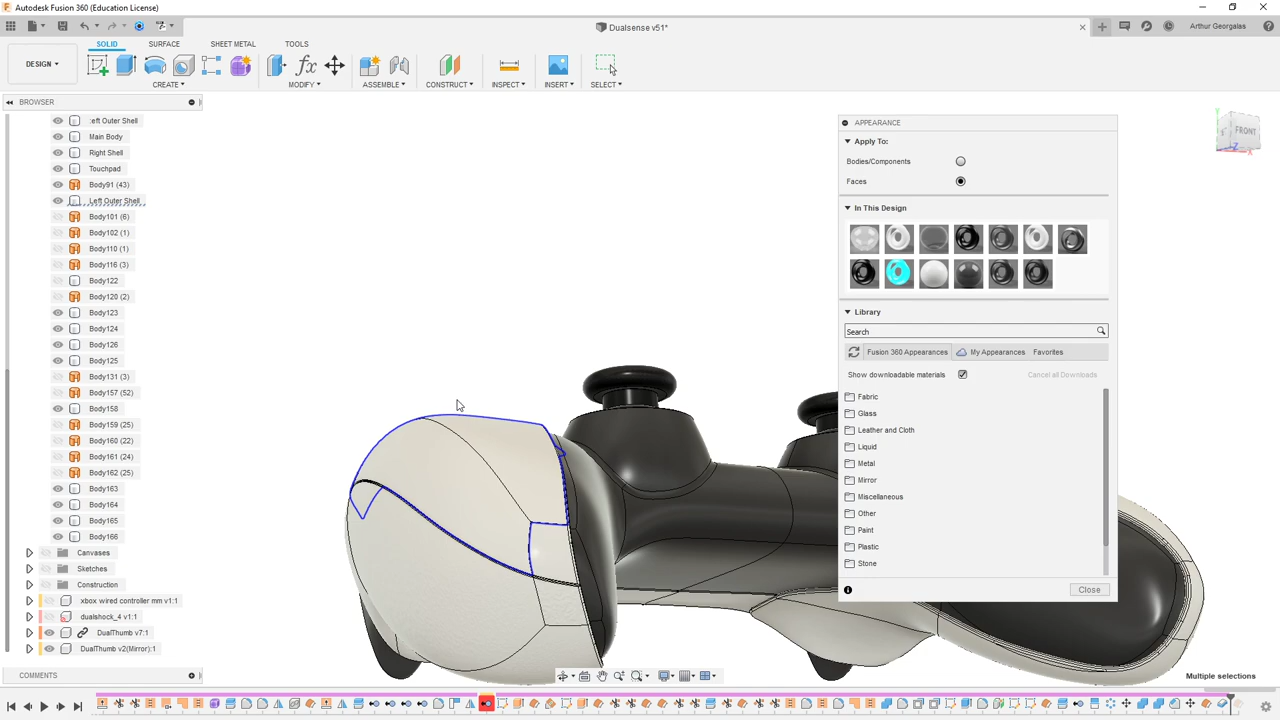 Autodesk Fusion 360 (Education License)
Dualsense v51*
Arthur Georgalas
DESIGN
SOLID
SURFACE
SHEET METAL
TOOLS
CREATE
MODIFY
ASSEMBLE
CONSTRUCT
INSPECT
INSERT
SELECT
BROWSER
:eft Outer Shell
Main Body
Right Shell
Touchpad
Body91 (43)
Left Outer Shell
Body101 (6)
Body102 (1)
Body110 (1)
Body116 (3)
Body122
Body120 (2)
Body123
Body124
Body126
Body125
Body131 (3)
Body157 (52)
Body158
Body159 (25)
Body160 (22)
Body161 (24)
Body162 (25)
Body163
Body164
Body165
Body166
Canvases
Sketches
Construction
xbox wired controller mm v1:1
dualshock_4 v1:1
DualThumb v7:1
DualThumb v2(Mirror):1
COMMENTS
APPEARANCE
Apply To:
Bodies/Components
Faces
In This Design
Library
Search
Fusion 360 Appearances
My Appearances
Favorites
Show downloadable materials
Cancel all Downloads
Fabric
Glass
Leather and Cloth
Liquid
Metal
Mirror
Miscellaneous
Other
Paint
Plastic
Stone
Close
FRONT
Z
X
Multiple selections